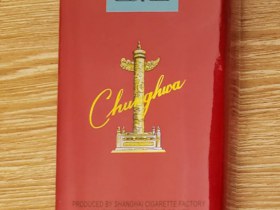 Chunghwa
PRODUCED BY SHANGHAI CIGARETTE FACTORY